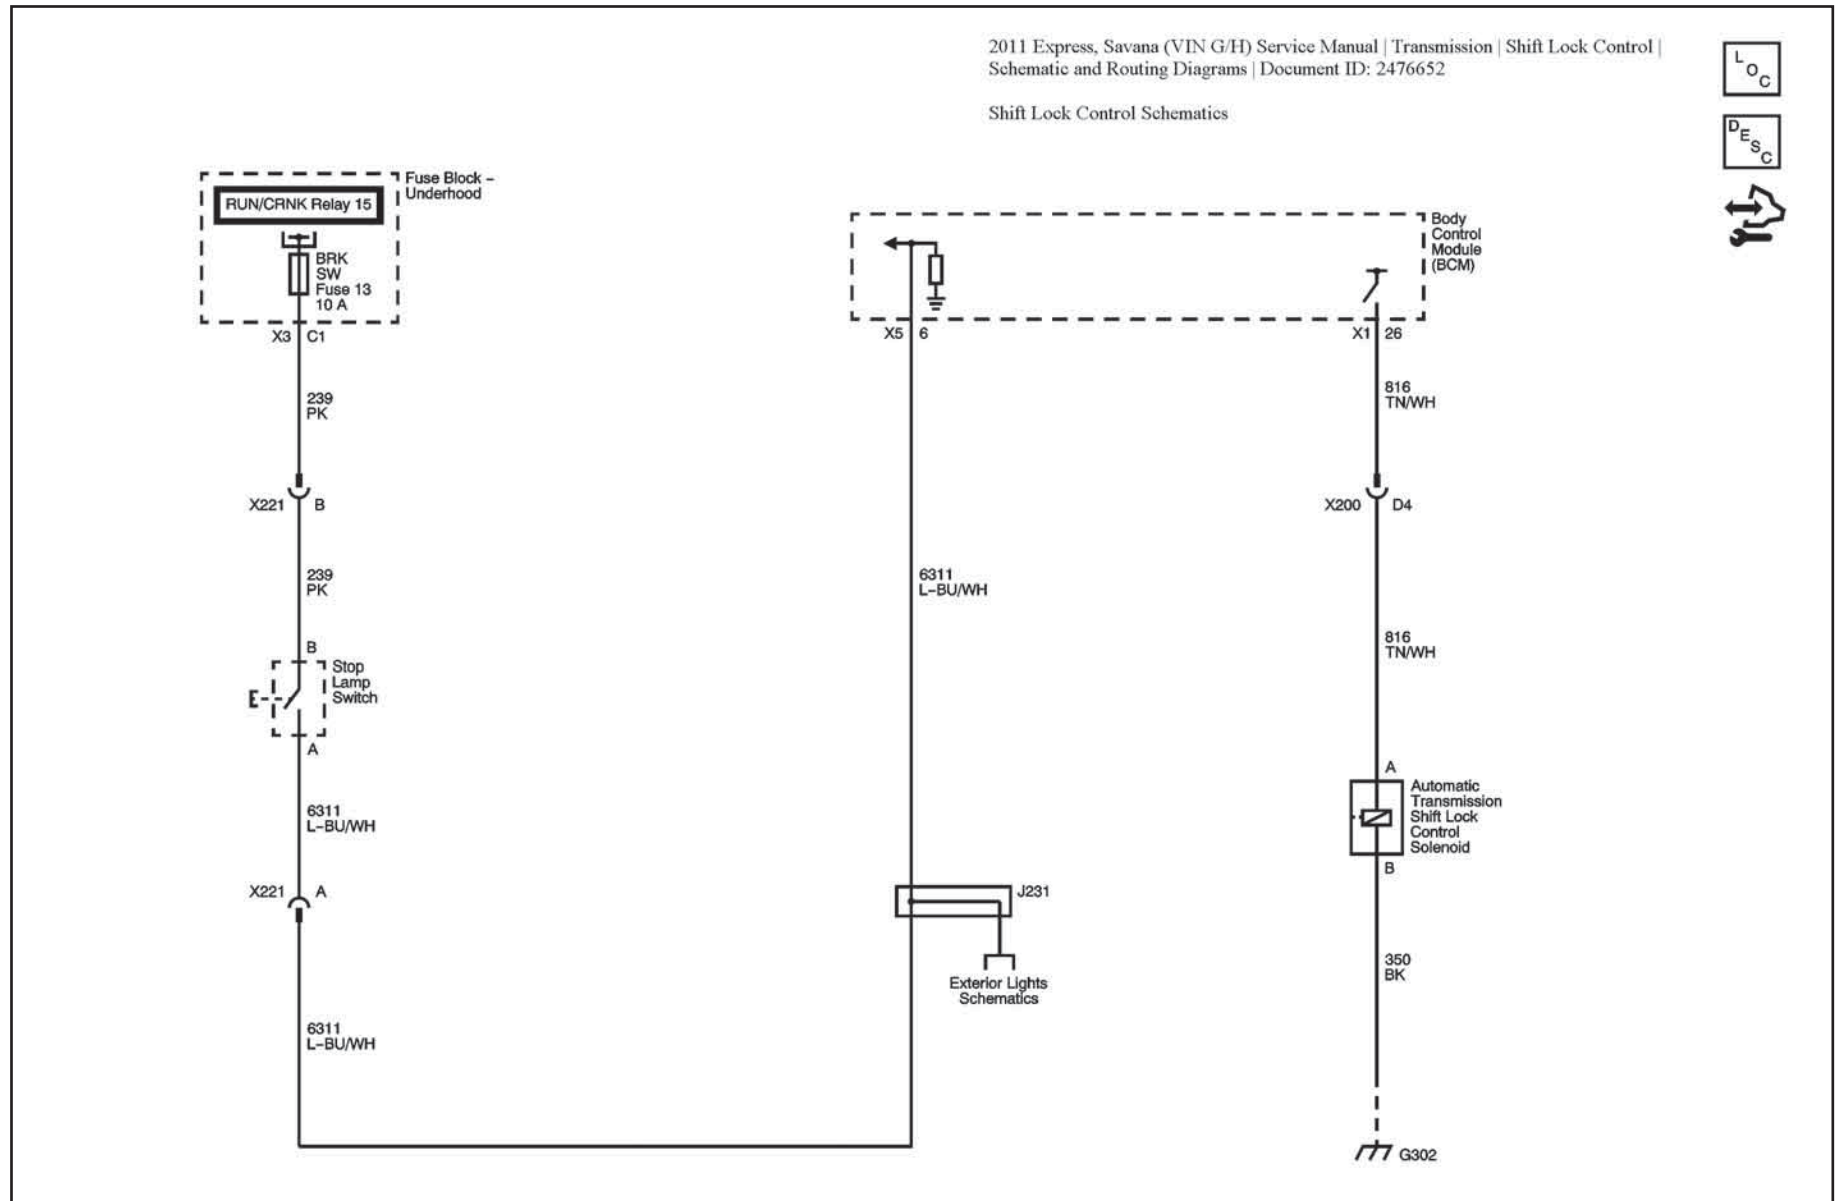 2011 Express, Savana (VIN G/H) Service Manual | Transmission | Shift Lock Control |
Schematic and Routing Diagrams | Document ID: 2476652
Shift Lock Control Schematics
LOC
DESC
Fuse Block –
Underhood
RUN/CRNK Relay 15
BRK
SW
Fuse 13
10 A
X3 C1
239
PK
X221 B
239
PK
B
Stop
Lamp
Switch
A
6311
L–BU/WH
X221 A
6311
L–BU/WH
Body
Control
Module
(BCM)
X5 6
6311
L–BU/WH
J231
Exterior Lights
Schematics
X1 26
816
TN/WH
X200 D4
816
TN/WH
A
Automatic
Transmission
Shift Lock
Control
Solenoid
B
350
BK
G302